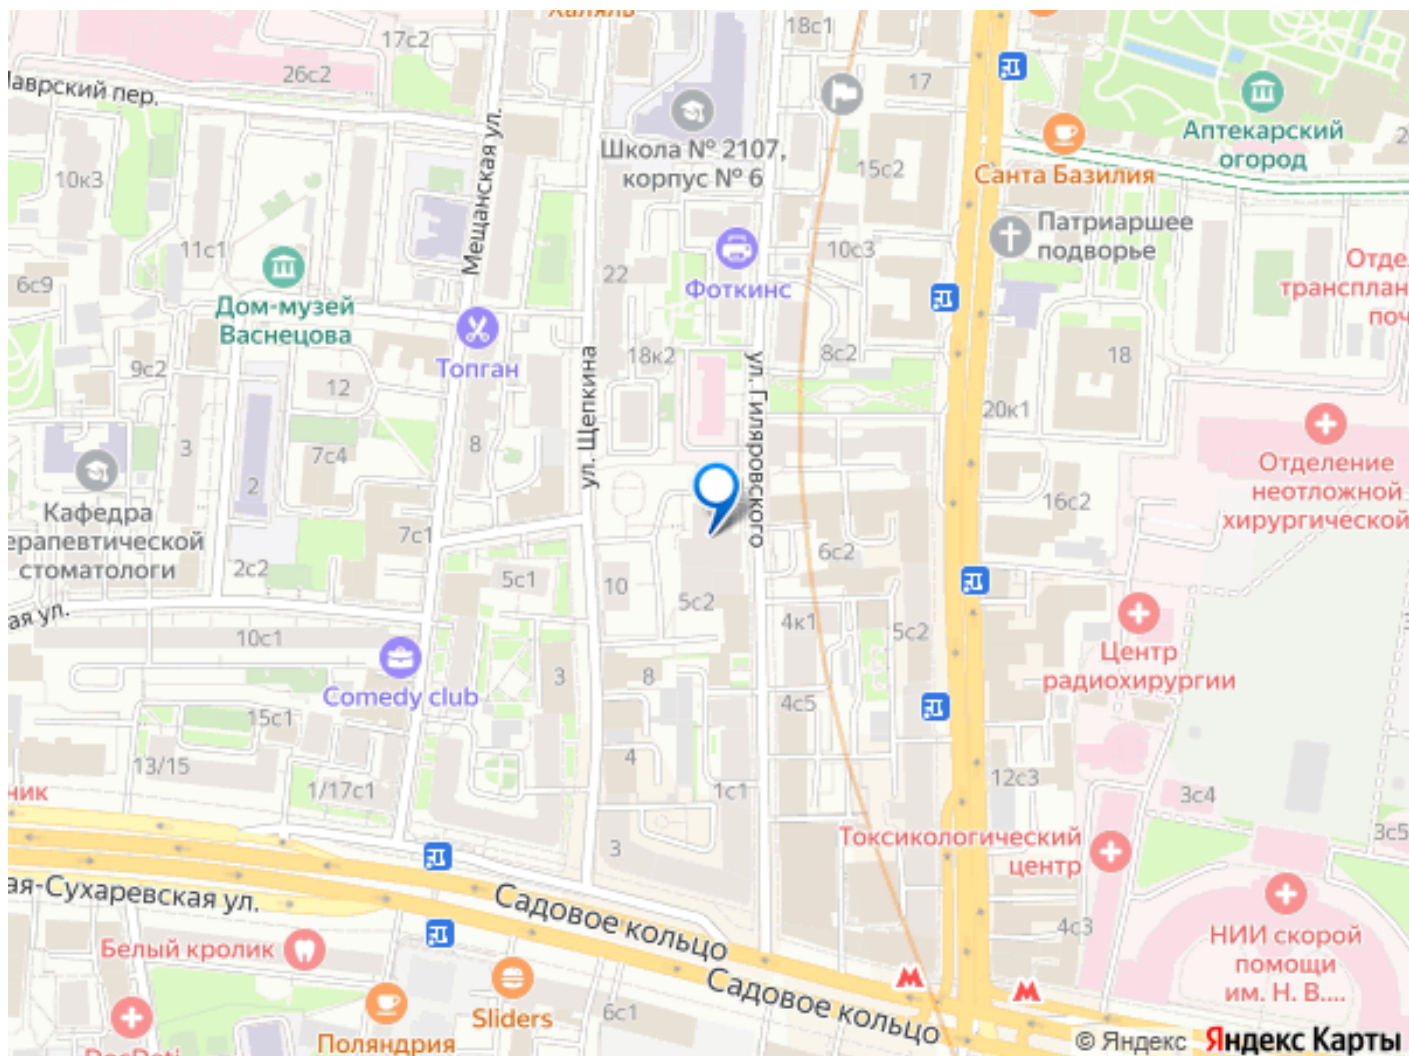 Халяль
17с2
18с1
17
26с2
Лаврский пер.
Мещанская ул.
Школа № 2107,
корпус № 6
15с2
Санта Базилия
Аптекарский
огород
10к3
11с1
6с9
Дом-музей
Васнецова
22
Фоткинс
10с3
Патриаршее
подворье
Отде
трансплан
поч
9с2
Топган
18к2
8с2
18
12
ул. Щепкина
ул. Гиляровского
20к1
3
7с4
8
2
Кафедра
ерапевтической
стоматологи
7с1
6с2
16с2
Отделение
неотложной
хирургической
2с2
5с1
10
5с2
4к1
5с2
ая ул.
10с1
Comedy club
3
8
4с5
Центр
радиохирургии
15с1
13/15
1/17с1
4
1с1
12с3
3с4
3с5
ник
3
Токсикологический
центр
ая-Сухаревская ул.
Садовое кольцо
Садовое кольцо
Белый кролик
4с3
НИИ скорой
помощи
им. Н. В....
Sliders
6с1
Поляндрия
DocDeti
© Яндекс Яндекс Карты